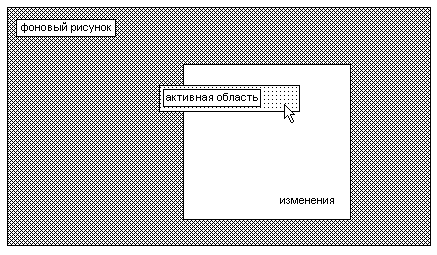 фоновый рисунок
активная область
изменения